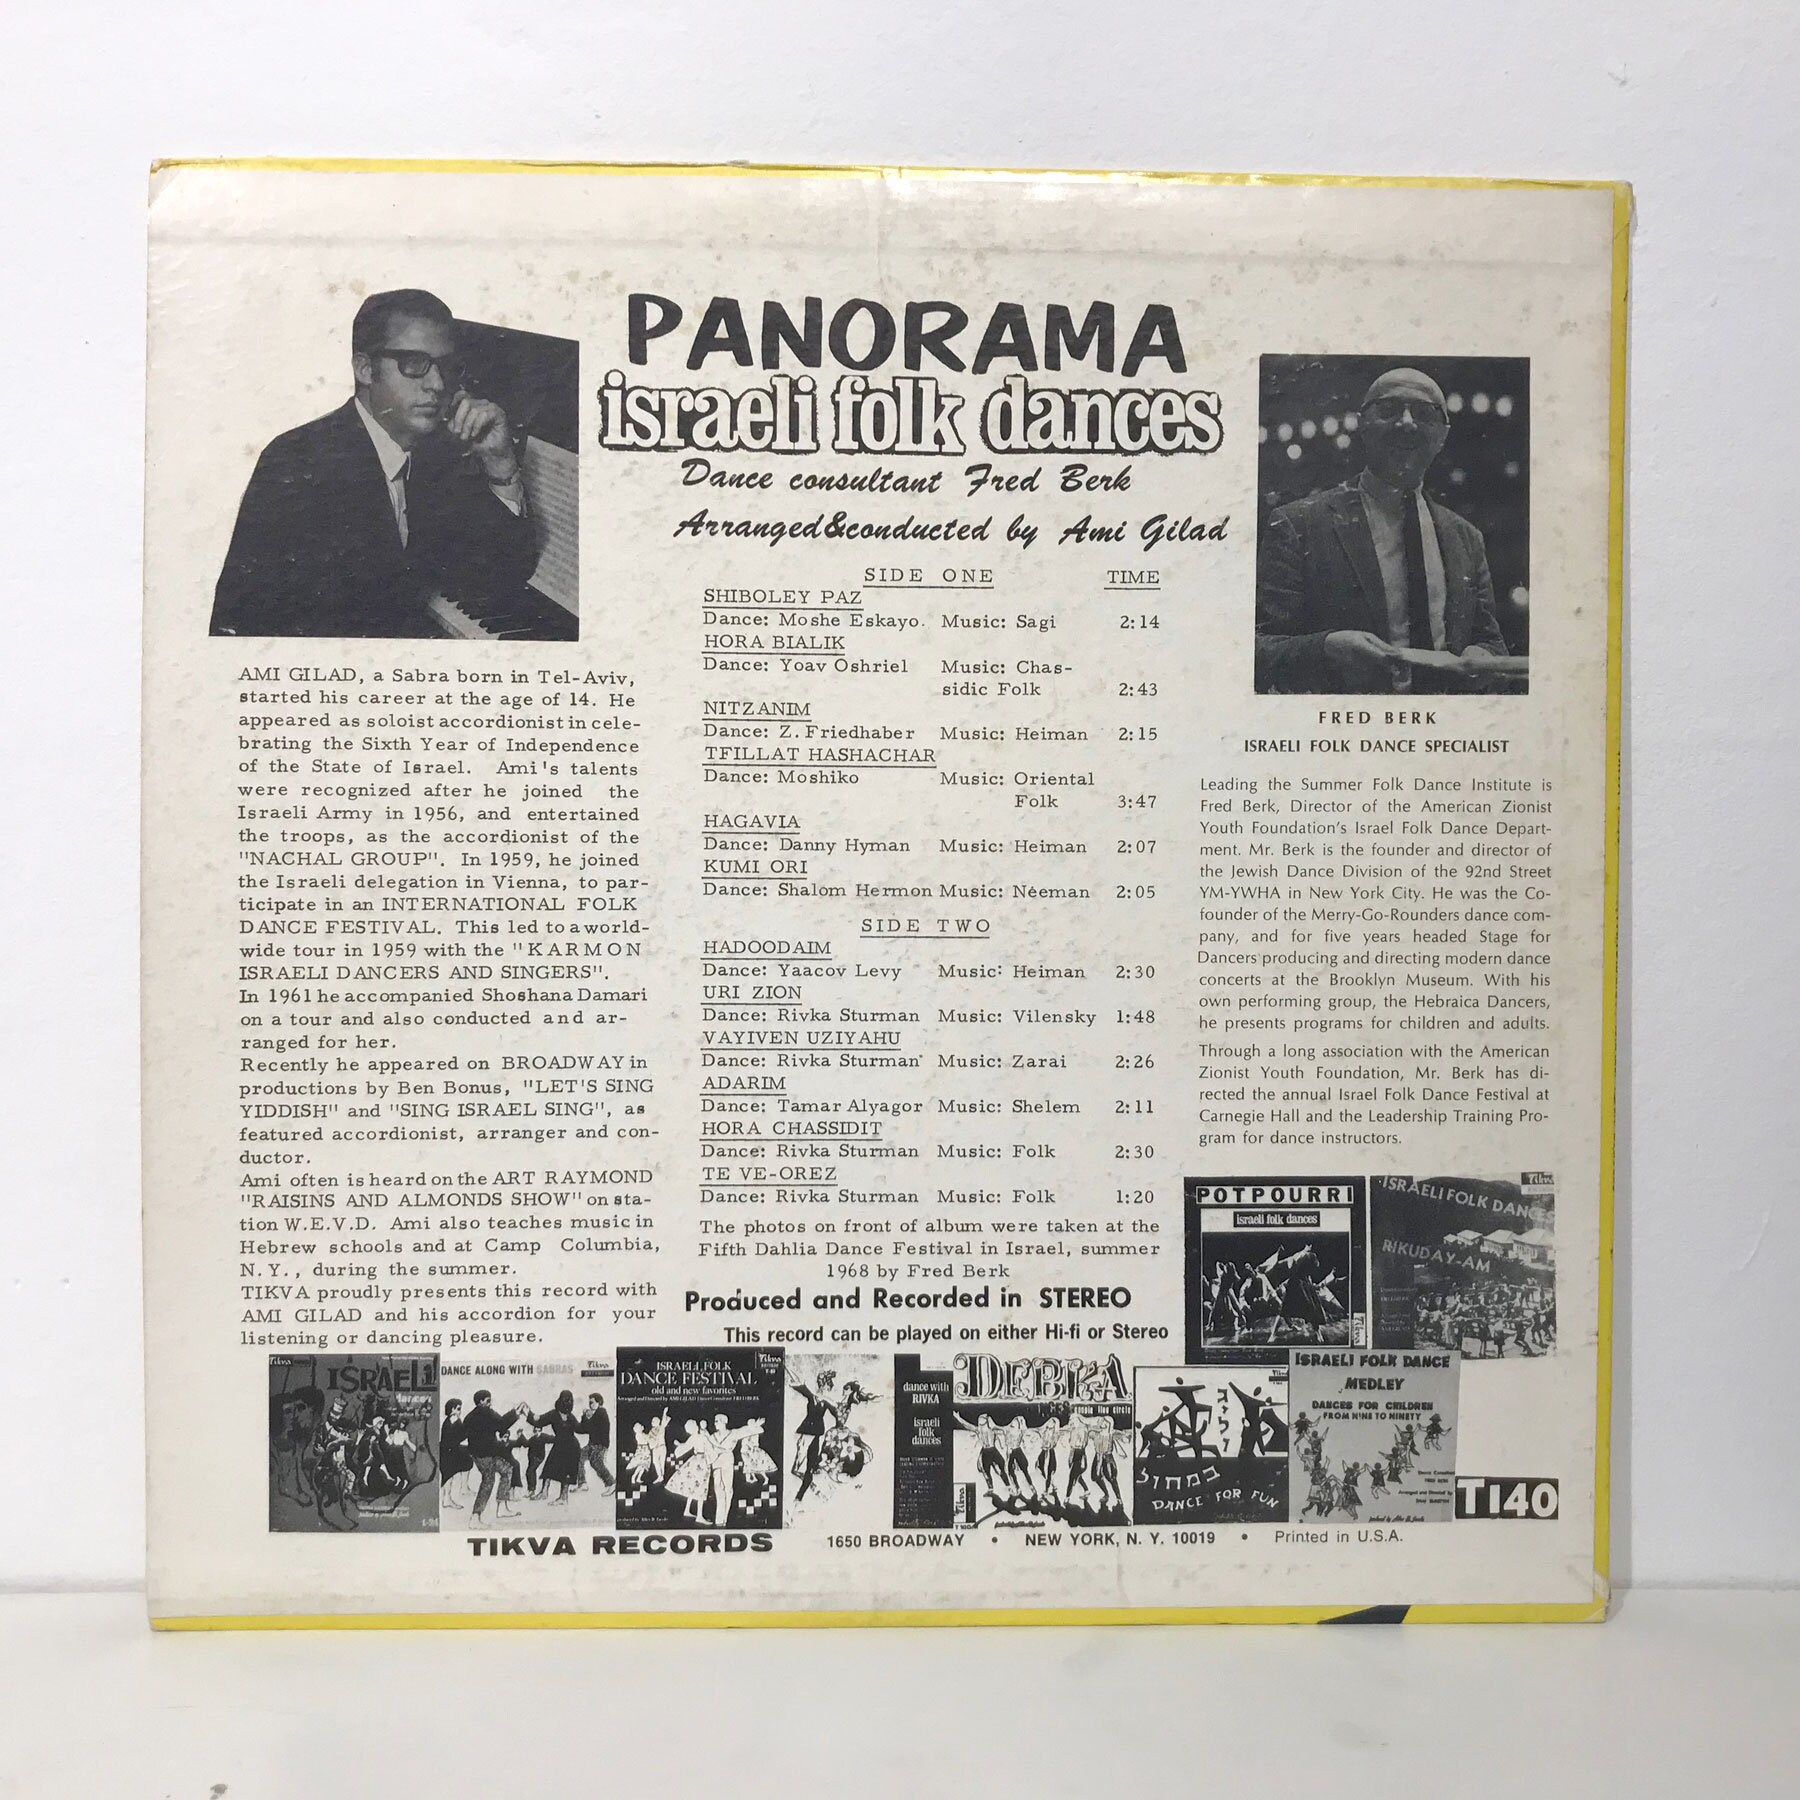 PANORAMA
israeli folk dances
Dance consultant Fred Berk
Arranged&conducted by Ami Gilad
AMI GILAD, a Sabra born in Tel-Aviv,
started his career at the age of 14. He
appeared as soloist accordionist in cele-
brating the Sixth Year of Independence
of the State of Israel. Ami's talents
were recognized after he joined the
Israeli Army in 1956, and entertained
the troops, as the accordionist of the
"NACHAL GROUP". In 1959, he joined
the Israeli delegation in Vienna, to par-
ticipate in an INTERNATIONAL FOLK
DANCE FESTIVAL. This led to a world-
wide tour in 1959 with the "KARMON
ISRAELI DANCERS AND SINGERS".
In 1961 he accompanied Shoshana Damari
on a tour and also conducted and ar-
ranged for her.
Recently he appeared on BROADWAY in
productions by Ben Bonus, "LET'S SING
YIDDISH" and "SING ISRAEL SING", as
featured accordionist, arranger and con-
ductor.
Ami often is heard on the ART RAYMOND
"RAISINS AND ALMONDS SHOW" on sta-
tion W.E.V.D. Ami also teaches music in
Hebrew schools and at Camp Columbia,
N.Y., during the summer.
TIKVA proudly presents this record with
AMI GILAD and his accordion for your
listening or dancing pleasure.
SIDE ONE TIME
SHIBOLEY PAZ
Dance: Moshe Eskayo. Music: Sagi 2:14
HORA BIALIK
Dance: Yoav Oshriel Music: Chas-
sidic Folk 2:43
NITZANIM
Dance: Z. Friedhaber Music: Heiman 2:15
TFILLAT HASHACHAR
Dance: Moshiko Music: Oriental
Folk 3:47
HAGAVIA
Dance: Danny Hyman Music: Heiman 2:07
KUMI ORI
Dance: Shalom Hermon Music: Neeman 2:05
SIDE TWO
HADOODAIM
Dance: Yaacov Levy Music: Heiman 2:30
URI ZION
Dance: Rivka Sturman Music: Vilensky 1:48
VAYIVEN UZIYAHU
Dance: Rivka Sturman Music: Zarai 2:26
ADARIM
Dance: Tamar Alyagor Music: Shelem 2:11
HORA CHASSIDIT
Dance: Rivka Sturman Music: Folk 2:30
TE VE-OREZ
Dance: Rivka Sturman Music: Folk 1:20
The photos on front of album were taken at the
Fifth Dahlia Dance Festival in Israel, summer
1968 by Fred Berk
Produced and Recorded in STEREO
This record can be played on either Hi-fi or Stereo
FRED BERK
ISRAELI FOLK DANCE SPECIALIST
Leading the Summer Folk Dance Institute is
Fred Berk, Director of the American Zionist
Youth Foundation's Israel Folk Dance Depart-
ment. Mr. Berk is the founder and director of
the Jewish Dance Division of the 92nd Street
YM-YWHA in New York City. He was the Co-
founder of the Merry-Go-Rounders dance com-
pany, and for five years headed Stage for
Dancers producing and directing modern dance
concerts at the Brooklyn Museum. With his
own performing group, the Hebraica Dancers,
he presents programs for children and adults.
Through a long association with the American
Zionist Youth Foundation, Mr. Berk has di-
rected the annual Israel Folk Dance Festival at
Carnegie Hall and the Leadership Training Pro-
gram for dance instructors.
POTPOURRI
israeli folk dances
Tikva
ISRAELI FOLK DANCES
RIKUDAY-AM
Tikva
ISRAEL
dances
DANCE ALONG WITH SABRAS
Tikva
ISRAELI FOLK
DANCE FESTIVAL
old and new favorites
Tikva
dance with
RIVKA
israeli
folk
dances
DEBKA
Tikva
במחול
DANCE FOR FUN
ISRAELI FOLK DANCE
MEDLEY
DANCES FOR CHILDREN
FROM NINE TO NINETY
T140
TIKVA RECORDS 1650 BROADWAY • NEW YORK, N. Y. 10019 • Printed in U.S.A.